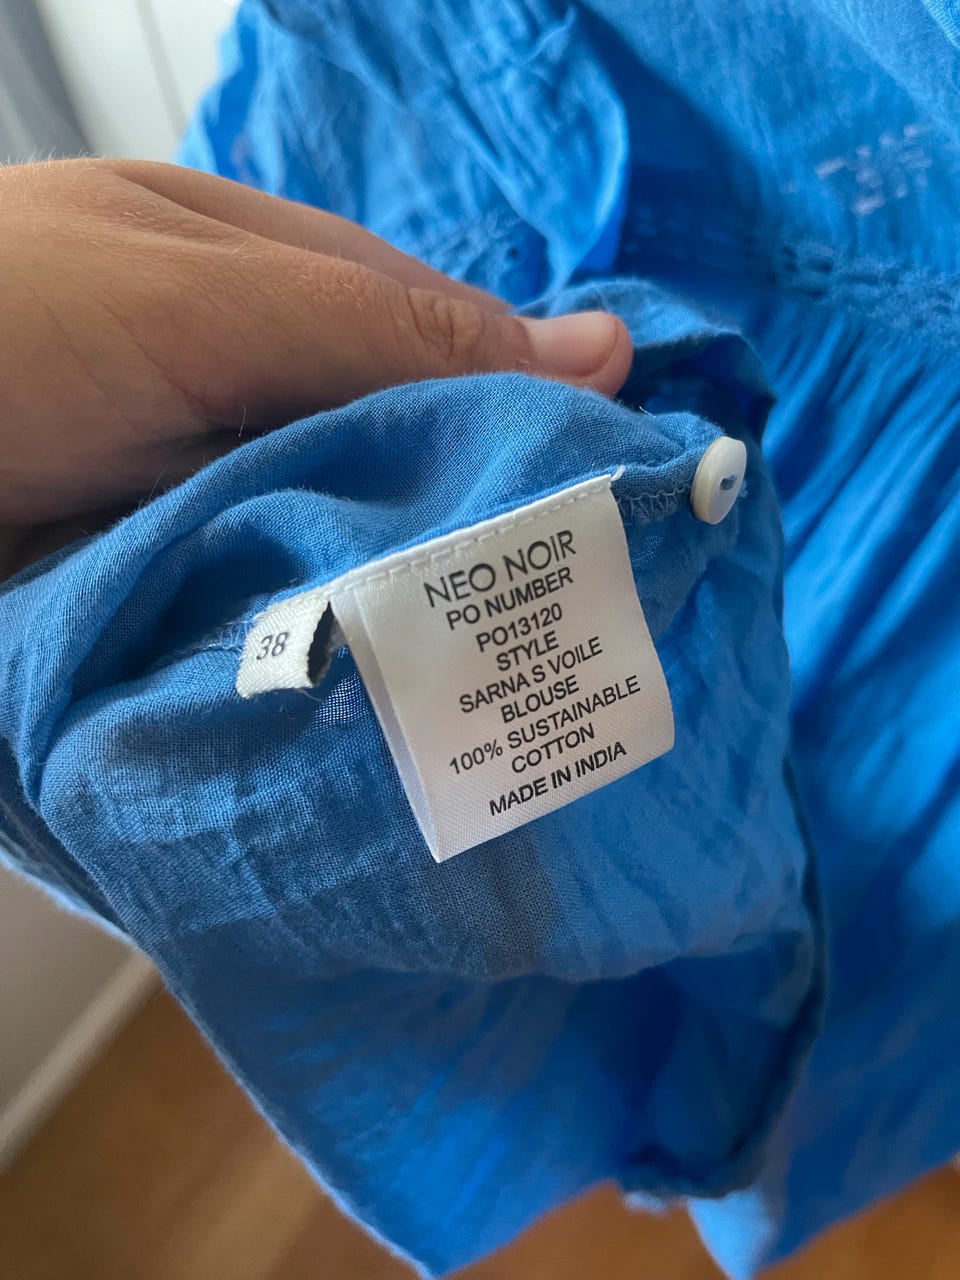 38
NEO NOIR
PO NUMBER
PO13120
STYLE
SARNA S VOILE
BLOUSE
100% SUSTAINABLE
COTTON
MADE IN INDIA